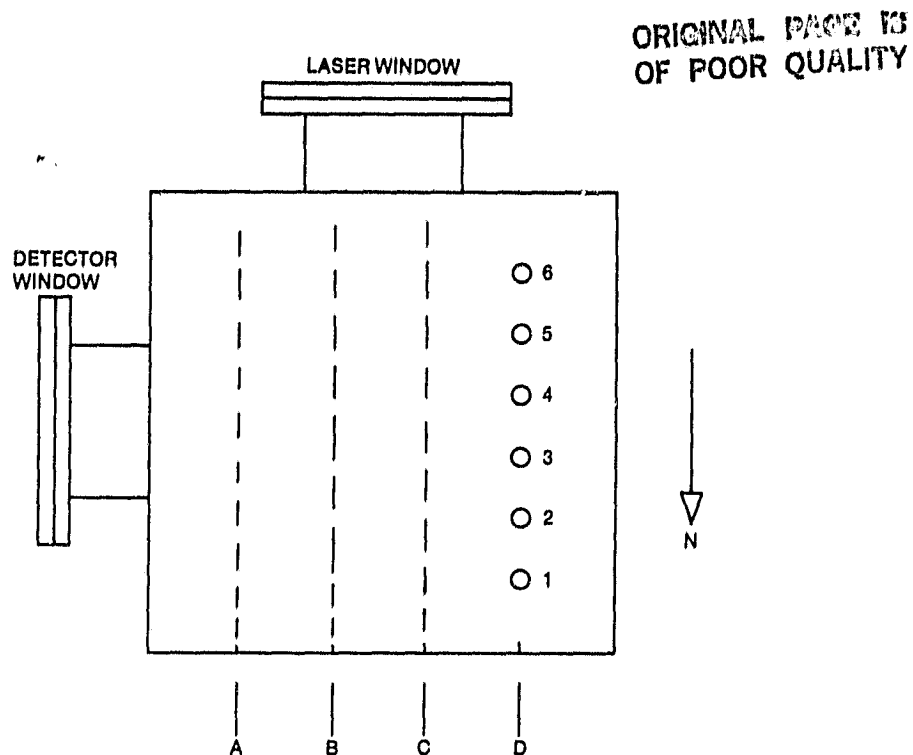 ORIGINAL PAGE IS
OF POOR QUALITY
LASER WINDOW
DETECTOR
WINDOW
6
5
4
3
2
1
N
A B C D